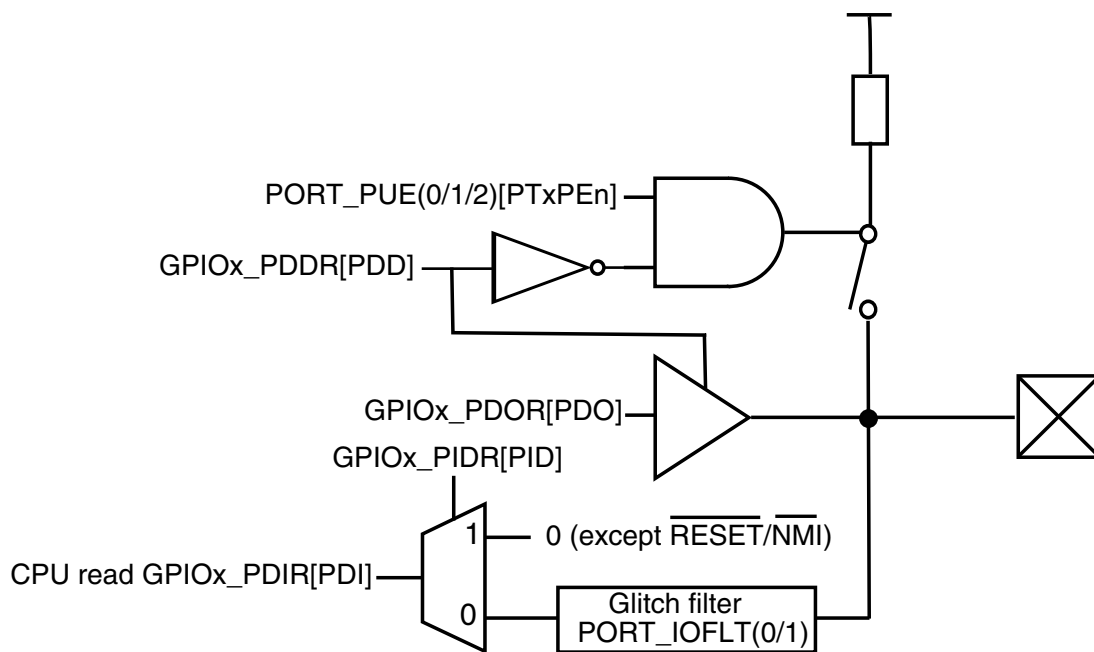 PORT_PUE(0/1/2)[PTxPEn]
GPIOx_PDDR[PDD]
GPIOx_PDOR[PDO]
GPIOx_PIDR[PID]
1
0 (except RESET/NMI)
CPU read GPIOx_PDIR[PDI]
0
Glitch filter
PORT_IOFLT(0/1)